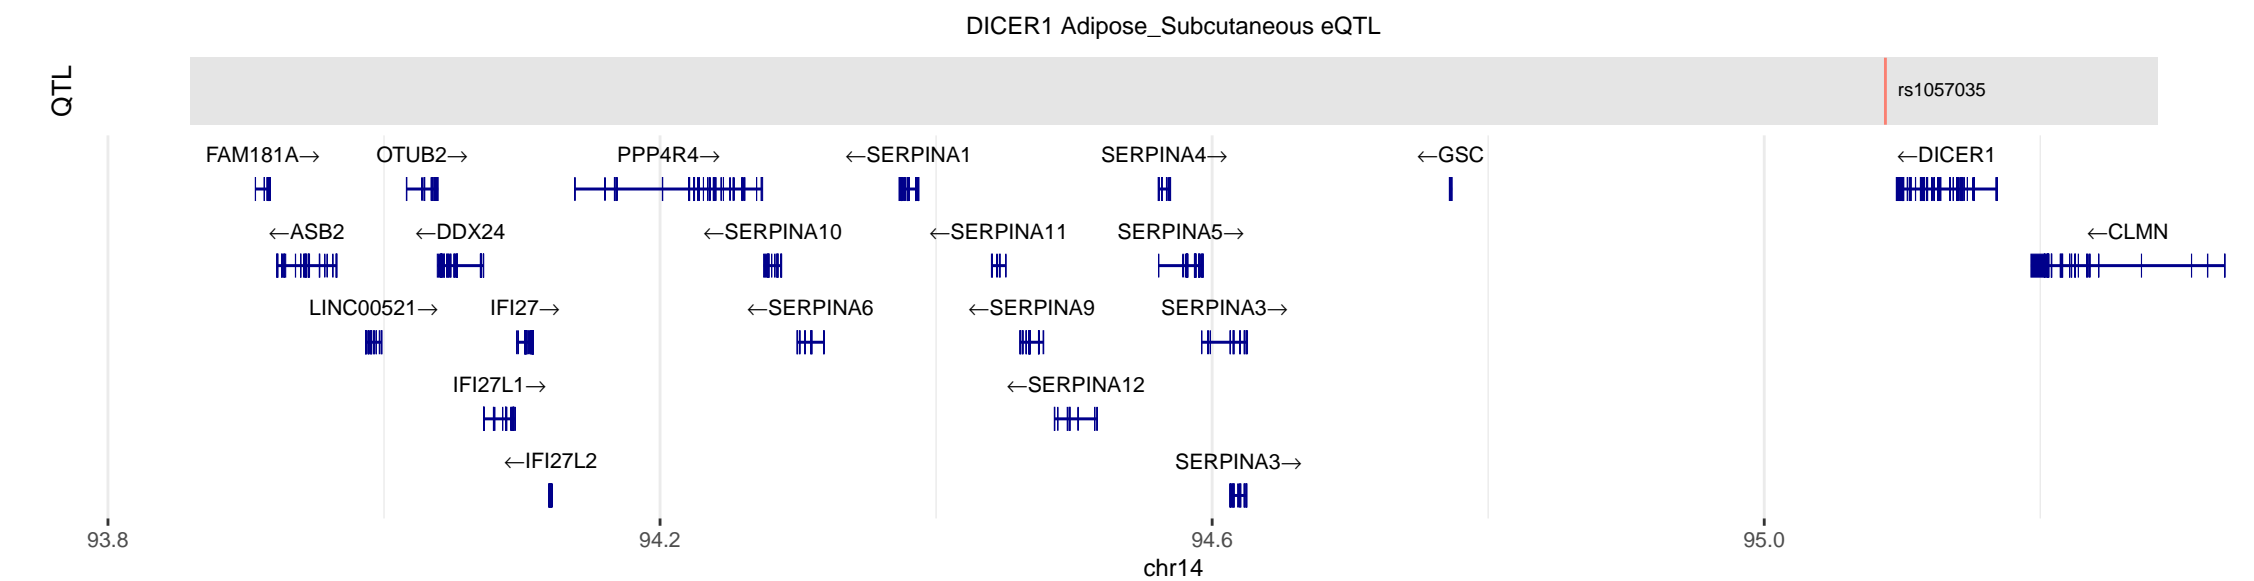 DICER1 Adipose_Subcutaneous eQTL
QTL
rs1057035
FAM181A→ OTUB2→ PPP4R4→ ←SERPINA1 SERPINA4→ ←GSC ←DICER1
←ASB2 ←DDX24 ←SERPINA10 ←SERPINA11 SERPINA5→ ←CLMN
LINC00521→ IFI27→ ←SERPINA6 ←SERPINA9 SERPINA3→
IFI27L1→ ←SERPINA12
←IFI27L2 SERPINA3→
93.8 94.2 94.6 95.0
chr14